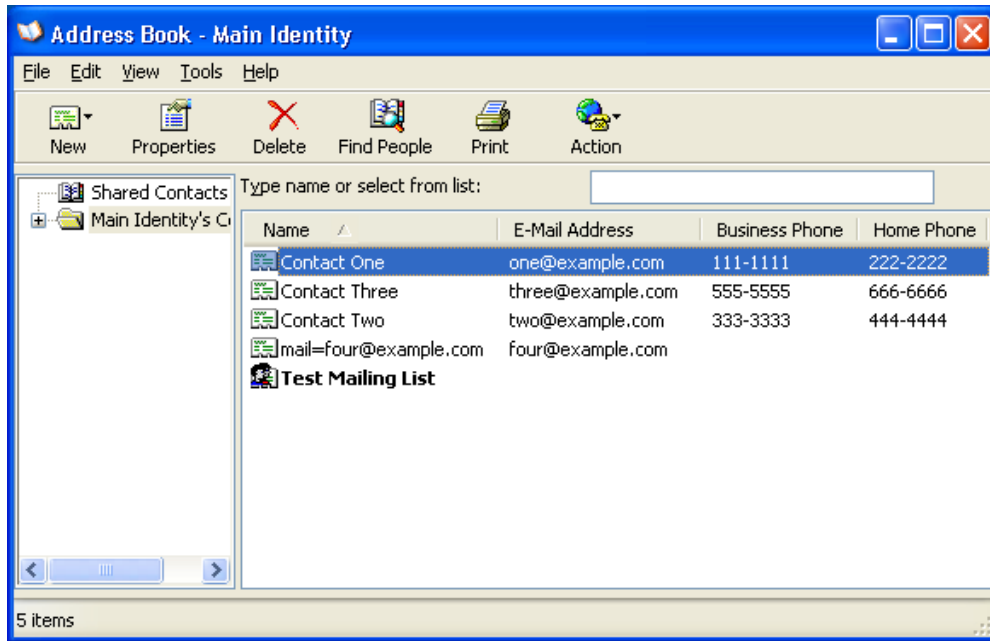 Address Book - Main Identity
File Edit View Tools Help
New Properties Delete Find People Print Action
Shared Contacts
Main Identity's C
Type name or select from list:
Name E-Mail Address Business Phone Home Phone
Contact One one@example.com 111-1111 222-2222
Contact Three three@example.com 555-5555 666-6666
Contact Two two@example.com 333-3333 444-4444
mail=four@example.com four@example.com
Test Mailing List
5 items